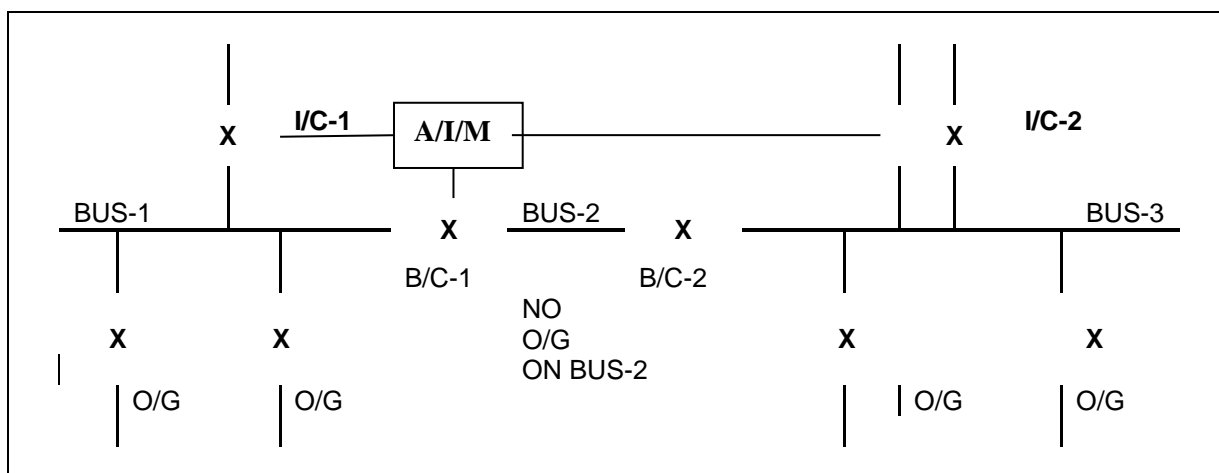 I/C-1
A/I/M
I/C-2
X
X
BUS-1
BUS-2
BUS-3
X
X
B/C-1
B/C-2
NO
O/G
ON BUS-2
X
X
X
X
O/G
O/G
O/G
O/G